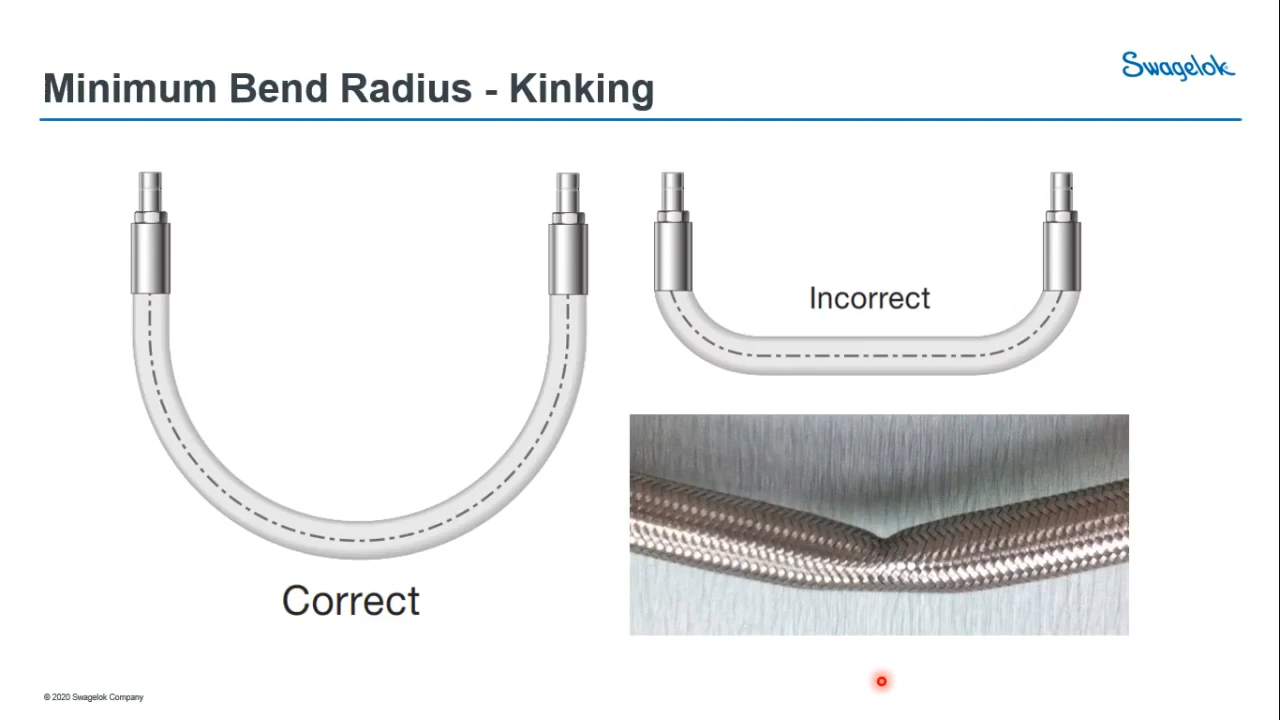 Minimum Bend Radius - Kinking
Swagelok
Incorrect
Correct
© 2020 Swagelok Company